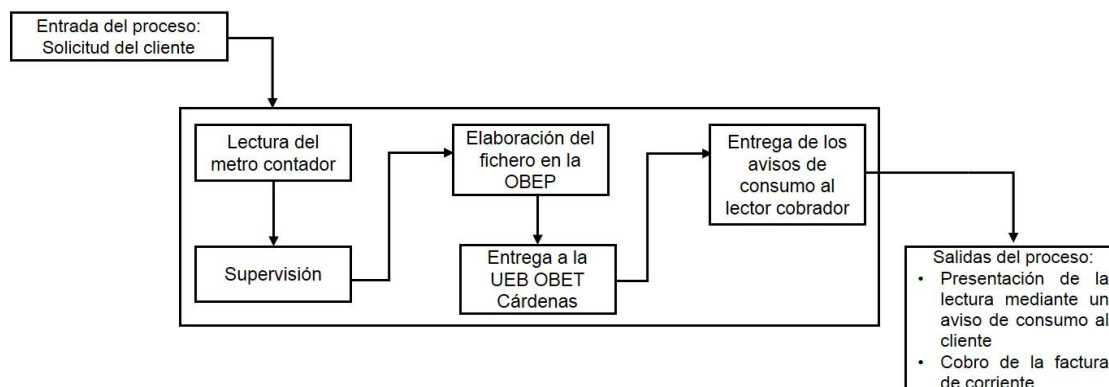 Entrada del proceso:
Solicitud del cliente
Lectura del
metro contador
Supervisión
Elaboración del
fichero en la
OBEP
Entrega a la
UEB OBET
Cárdenas
Entrega de los
avisos de
consumo al
lector cobrador
Salidas del proceso:
• Presentación de la
lectura mediante un
aviso de consumo al
cliente
• Cobro de la factura
de corriente